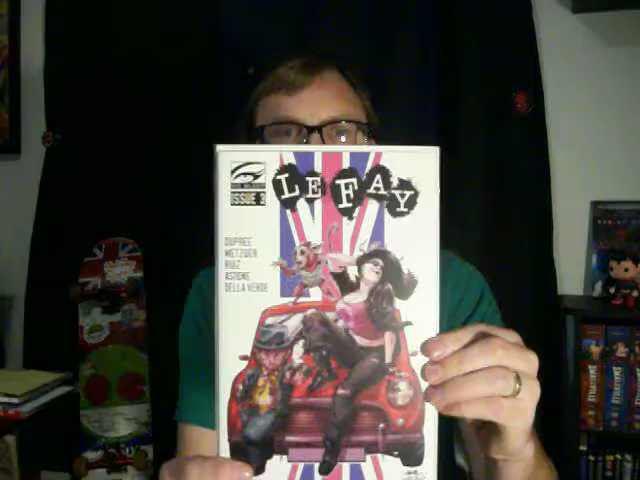 LE FAY
ISSUE 3
DUPREE
METZGER
RUIZ
ASTONE
DELLA VERDE